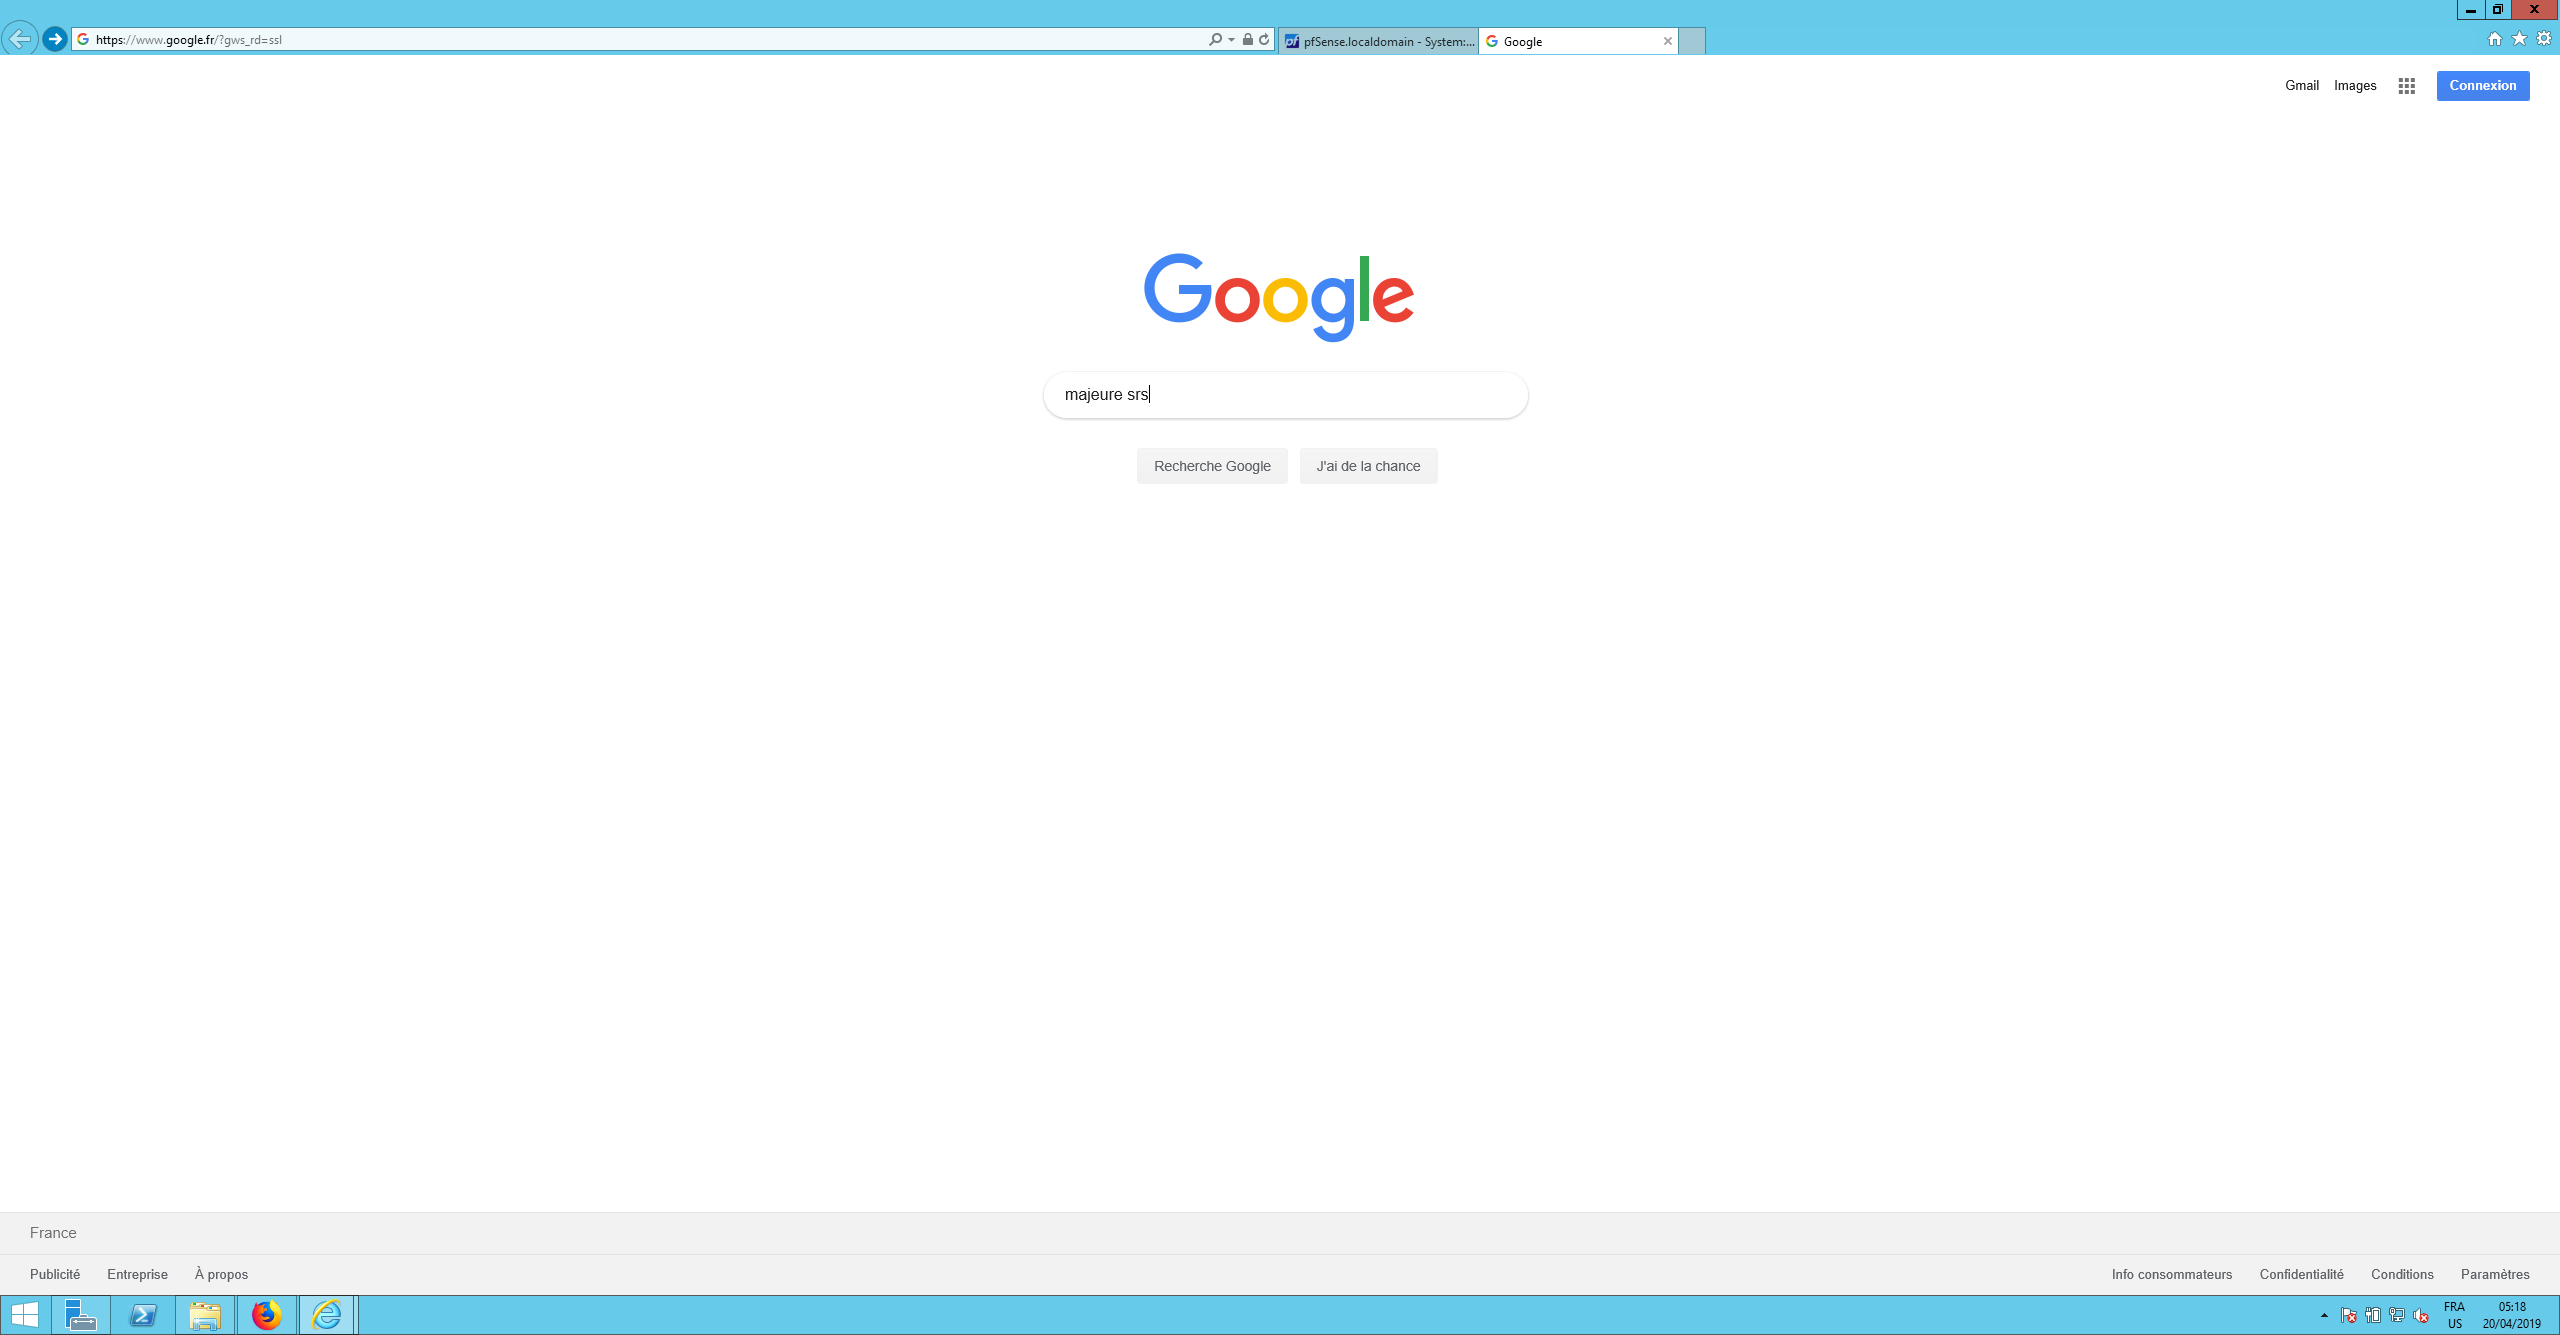 https://www.google.fr/?gws_rd=ssl
pfSense.localdomain - System:...
Google
Gmail
Images
Connexion
Google
majeure srs
Recherche Google
J'ai de la chance
France
Publicité
Entreprise
À propos
Info consommateurs
Confidentialité
Conditions
Paramètres
FRA
US
05:18
20/04/2019